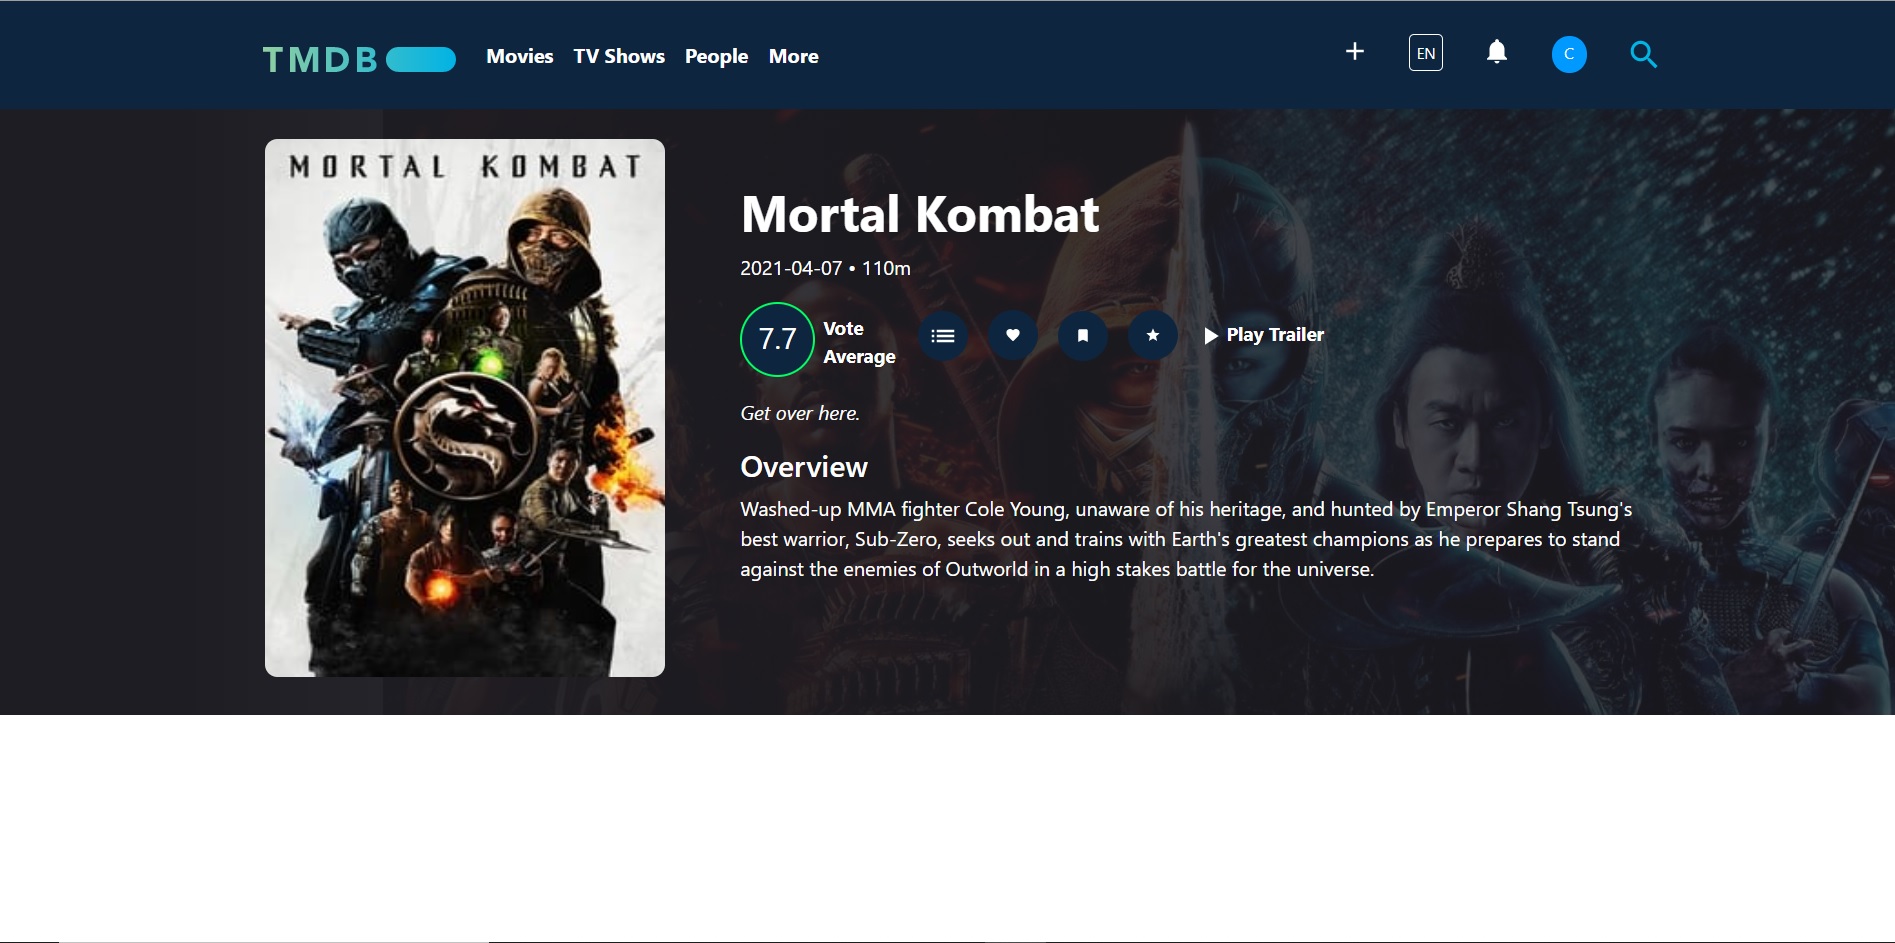 TMDB Movies TV Shows People More EN C
MORTAL KOMBAT
Mortal Kombat
2021-04-07 • 110m
7.7 Vote
Average
Play Trailer
Get over here.
Overview
Washed-up MMA fighter Cole Young, unaware of his heritage, and hunted by Emperor Shang Tsung's
best warrior, Sub-Zero, seeks out and trains with Earth's greatest champions as he prepares to stand
against the enemies of Outworld in a high stakes battle for the universe.